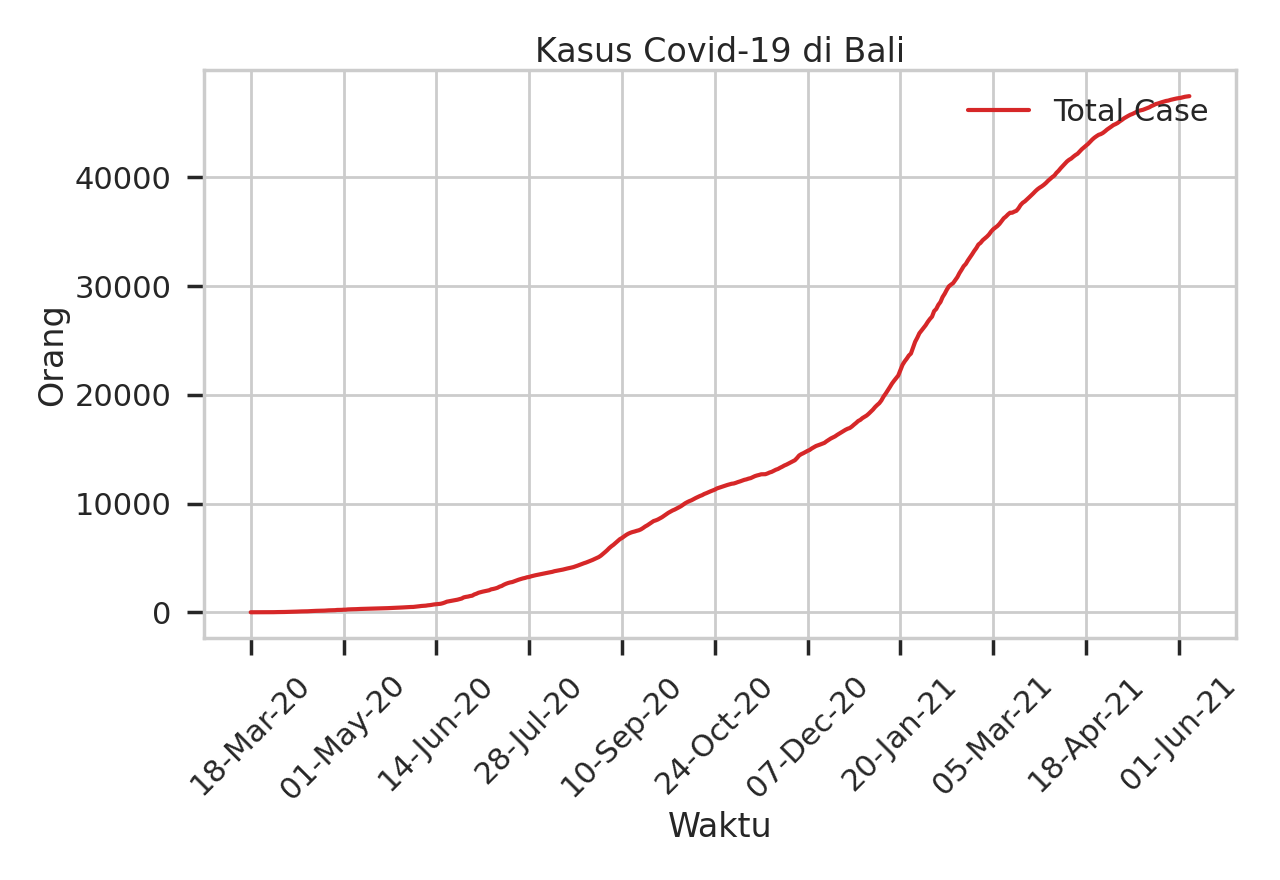 Kasus Covid-19 di Bali
Total Case
Orang
40000
30000
20000
10000
0
18-Mar-20
01-May-20
14-Jun-20
28-Jul-20
10-Sep-20
24-Oct-20
07-Dec-20
20-Jan-21
05-Mar-21
18-Apr-21
01-Jun-21
Waktu